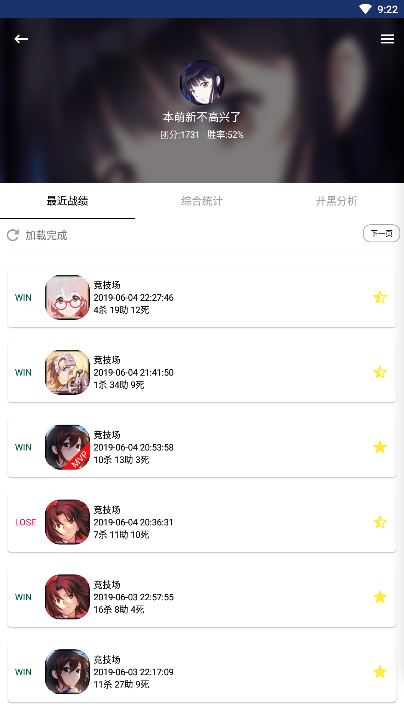 9:22
本萌新不高兴了
团分:1731 胜率:52%
最近战绩 综合统计 开黑分析
加载完成 下一页
竞技场
WIN 2019-06-04 22:27:46
4杀 19助 12死
竞技场
WIN 2019-06-04 21:41:50
1杀 34助 9死
竞技场
WIN 2019-06-04 20:53:58
MVP 10杀 13助 3死
竞技场
LOSE 2019-06-04 20:36:31
7杀 11助 10死
竞技场
WIN 2019-06-03 22:57:55
16杀 8助 4死
竞技场
WIN 2019-06-03 22:17:09
11杀 27助 9死